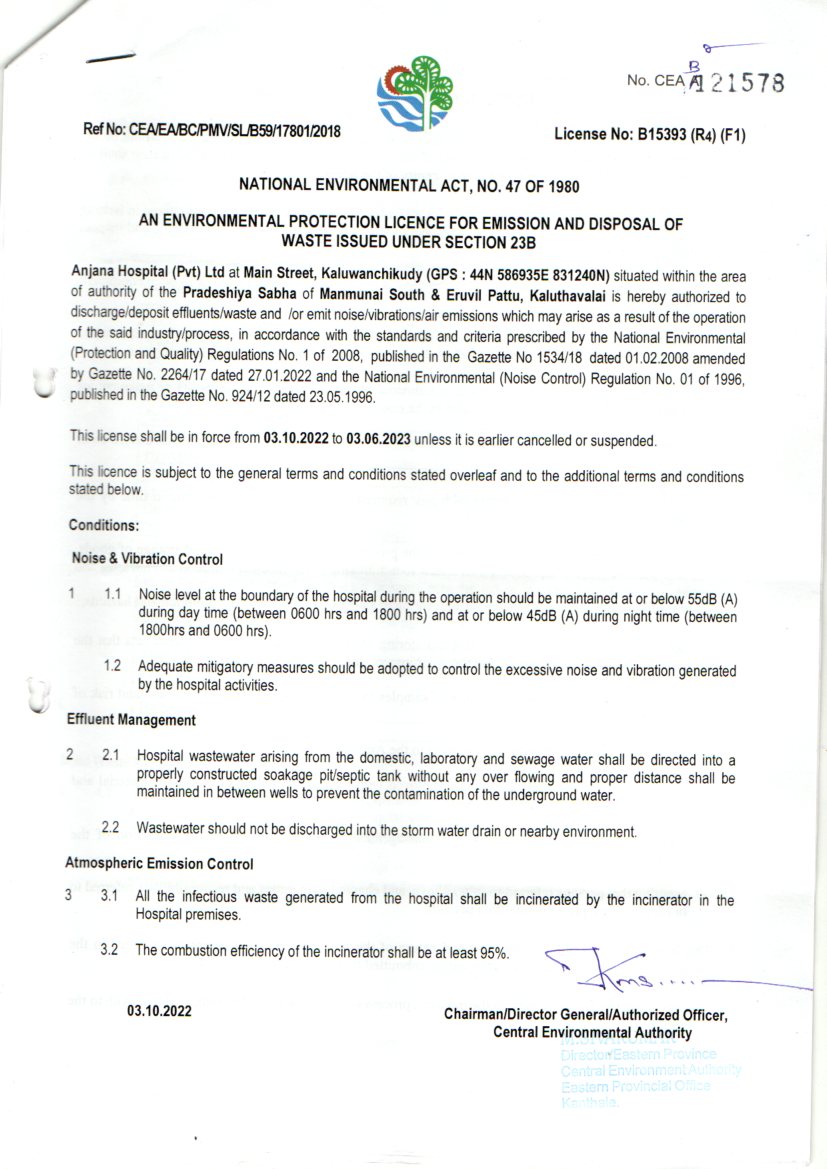 No. CEA A 121578
B
Ref No: CEA/EA/BC/PMV/SL/B59/17801/2018
License No: B15393 (R4) (F1)
NATIONAL ENVIRONMENTAL ACT, NO. 47 OF 1980
AN ENVIRONMENTAL PROTECTION LICENCE FOR EMISSION AND DISPOSAL OF
WASTE ISSUED UNDER SECTION 23B
Anjana Hospital (Pvt) Ltd at Main Street, Kaluwanchikudy (GPS : 44N 586935E 831240N) situated within the area
of authority of the Pradeshiya Sabha of Manmunai South & Eruvil Pattu, Kaluthavalai is hereby authorized to
discharge/deposit effluents/waste and /or emit noise/vibrations/air emissions which may arise as a result of the operation
of the said industry/process, in accordance with the standards and criteria prescribed by the National Environmental
(Protection and Quality) Regulations No. 1 of 2008, published in the Gazette No 1534/18 dated 01.02.2008 amended
by Gazette No. 2264/17 dated 27.01.2022 and the National Environmental (Noise Control) Regulation No. 01 of 1996,
published in the Gazette No. 924/12 dated 23.05.1996.
This license shall be in force from 03.10.2022 to 03.06.2023 unless it is earlier cancelled or suspended.
This licence is subject to the general terms and conditions stated overleaf and to the additional terms and conditions
stated below.
Conditions:
Noise & Vibration Control
1 1.1 Noise level at the boundary of the hospital during the operation should be maintained at or below 55dB (A)
during day time (between 0600 hrs and 1800 hrs) and at or below 45dB (A) during night time (between
1800hrs and 0600 hrs).
1.2 Adequate mitigatory measures should be adopted to control the excessive noise and vibration generated
by the hospital activities.
Effluent Management
2 2.1 Hospital wastewater arising from the domestic, laboratory and sewage water shall be directed into a
properly constructed soakage pit/septic tank without any over flowing and proper distance shall be
maintained in between wells to prevent the contamination of the underground water.
2.2 Wastewater should not be discharged into the storm water drain or nearby environment.
Atmospheric Emission Control
3 3.1 All the infectious waste generated from the hospital shall be incinerated by the incinerator in the
Hospital premises.
3.2 The combustion efficiency of the incinerator shall be at least 95%.
03.10.2022
Chairman/Director General/Authorized Officer,
Central Environmental Authority
Director/Eastern Province
Central Environment Authority
Eastern Provincial Office
Kanthale.